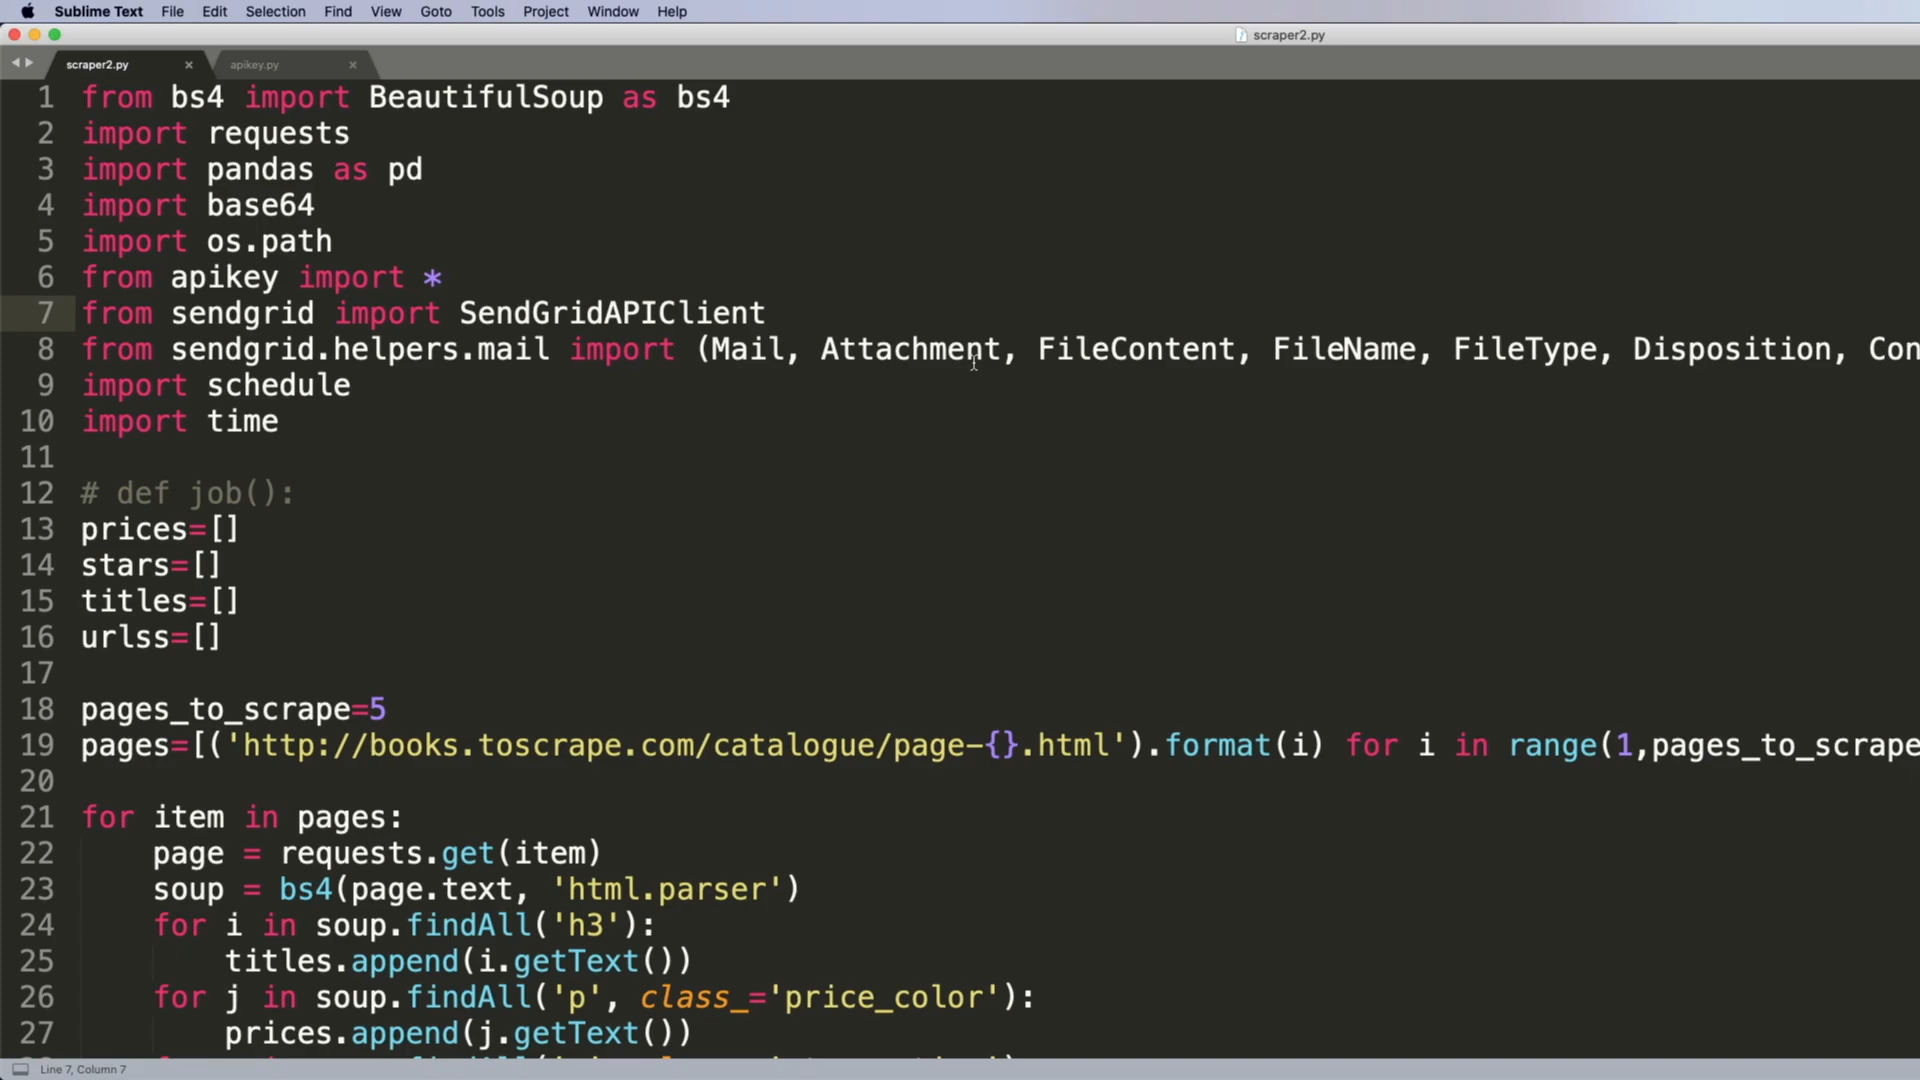 Sublime Text File Edit Selection Find View Goto Tools Project Window Help
scraper2.py
scraper2.py × apikey.py ×
1 from bs4 import BeautifulSoup as bs4
2 import requests
3 import pandas as pd
4 import base64
5 import os.path
6 from apikey import *
7 from sendgrid import SendGridAPIClient
8 from sendgrid.helpers.mail import (Mail, Attachment, FileContent, FileName, FileType, Disposition, Con
9 import schedule
10 import time
11
12 # def job():
13 prices=[]
14 stars=[]
15 titles=[]
16 urlss=[]
17
18 pages_to_scrape=5
19 pages=[('http://books.toscrape.com/catalogue/page-{}.html').format(i) for i in range(1,pages_to_scrape
20
21 for item in pages:
22 page = requests.get(item)
23 soup = bs4(page.text, 'html.parser')
24 for i in soup.findAll('h3'):
25 titles.append(i.getText())
26 for j in soup.findAll('p', class_='price_color'):
27 prices.append(j.getText())
Line 7, Column 7